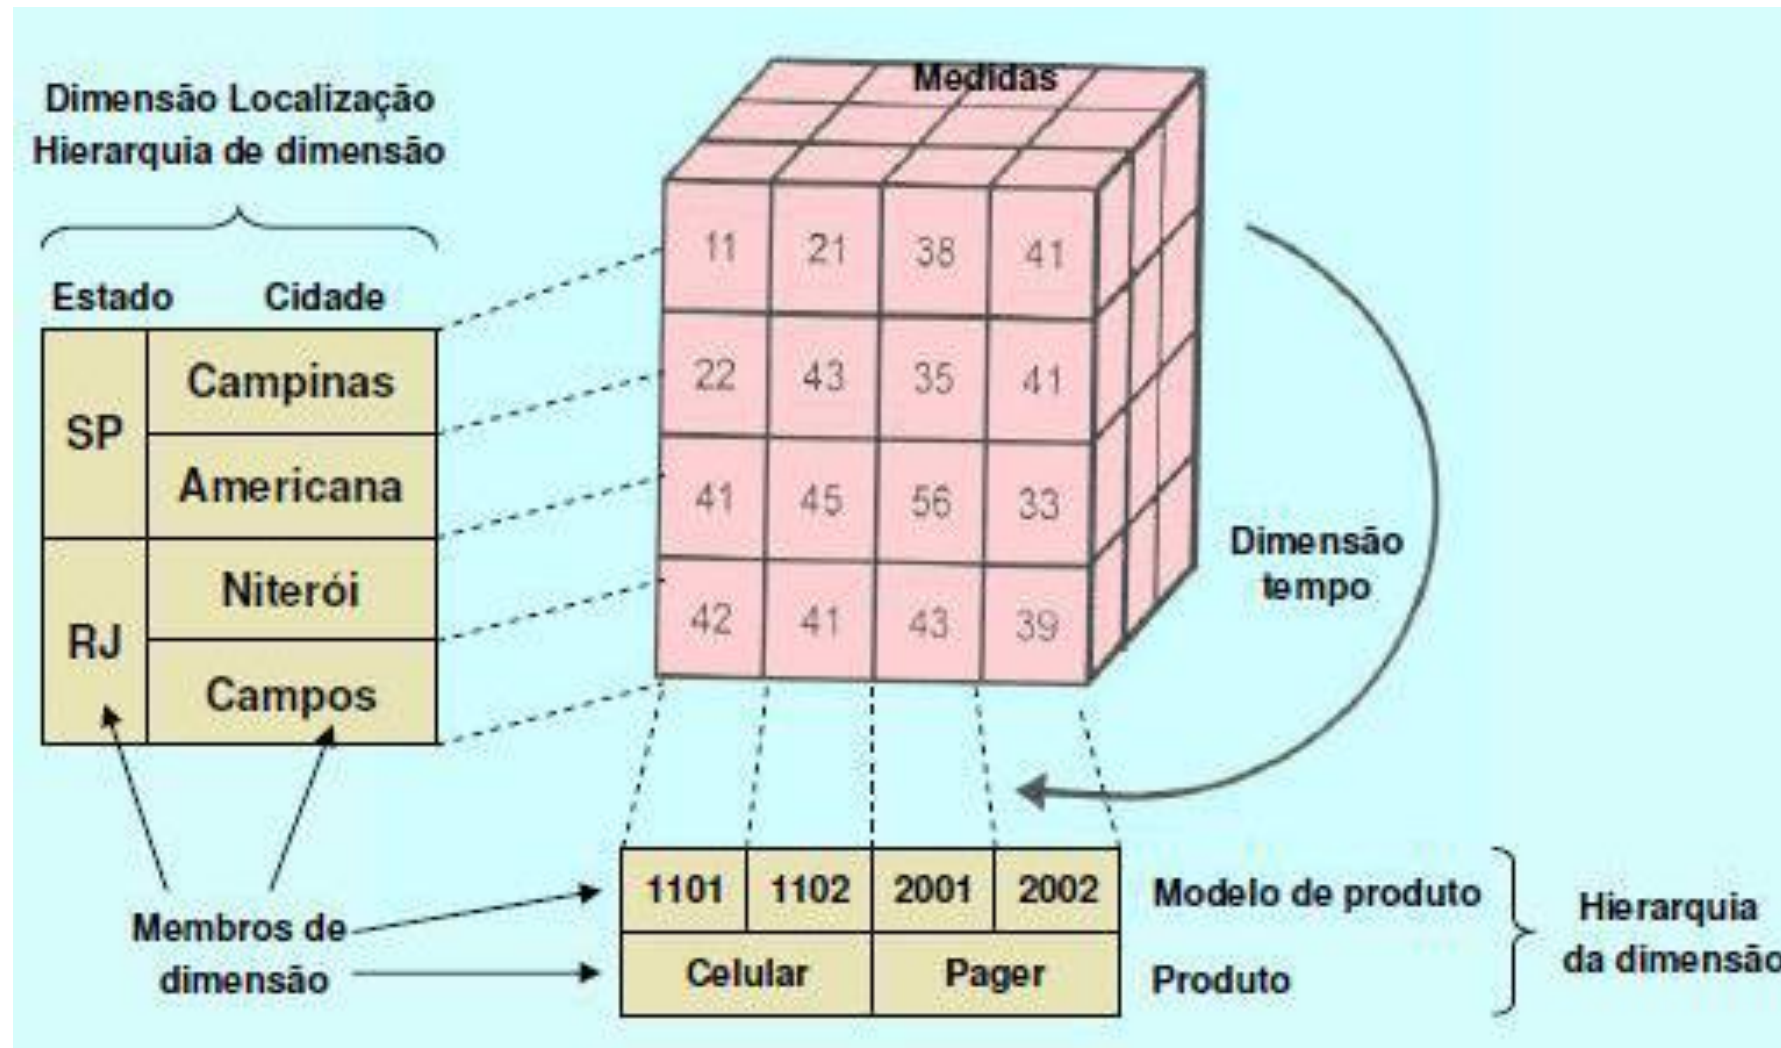 Medidas
Dimensão Localização
Hierarquia de dimensão
Estado Cidade
SP
Campinas
Americana
RJ
Niterói
Campos
11 21 38 41
22 43 35 41
41 45 56 33
42 41 43 39
Dimensão
tempo
Membros de
dimensão
1101 1102 2001 2002
Celular Pager
Modelo de produto
Produto
Hierarquia
da dimensão